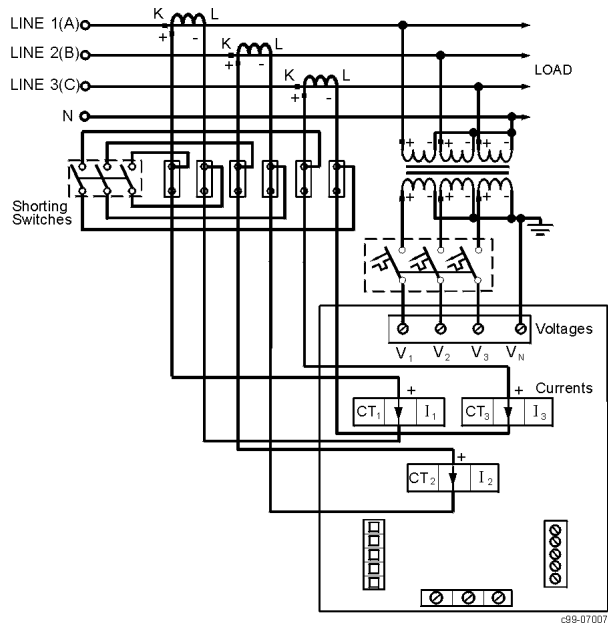 K L
LINE 1(A)
+ -
K L
LINE 2(B)
+ -
LOAD
K L
LINE 3(C)
+ -
N
+ - + - + -
Shorting
Switches
+ - + - + -
Voltages
V1 V2 V3 VN
+ + Currents
CT1 I1 CT3 I3
+
CT2 I2
c99-07007